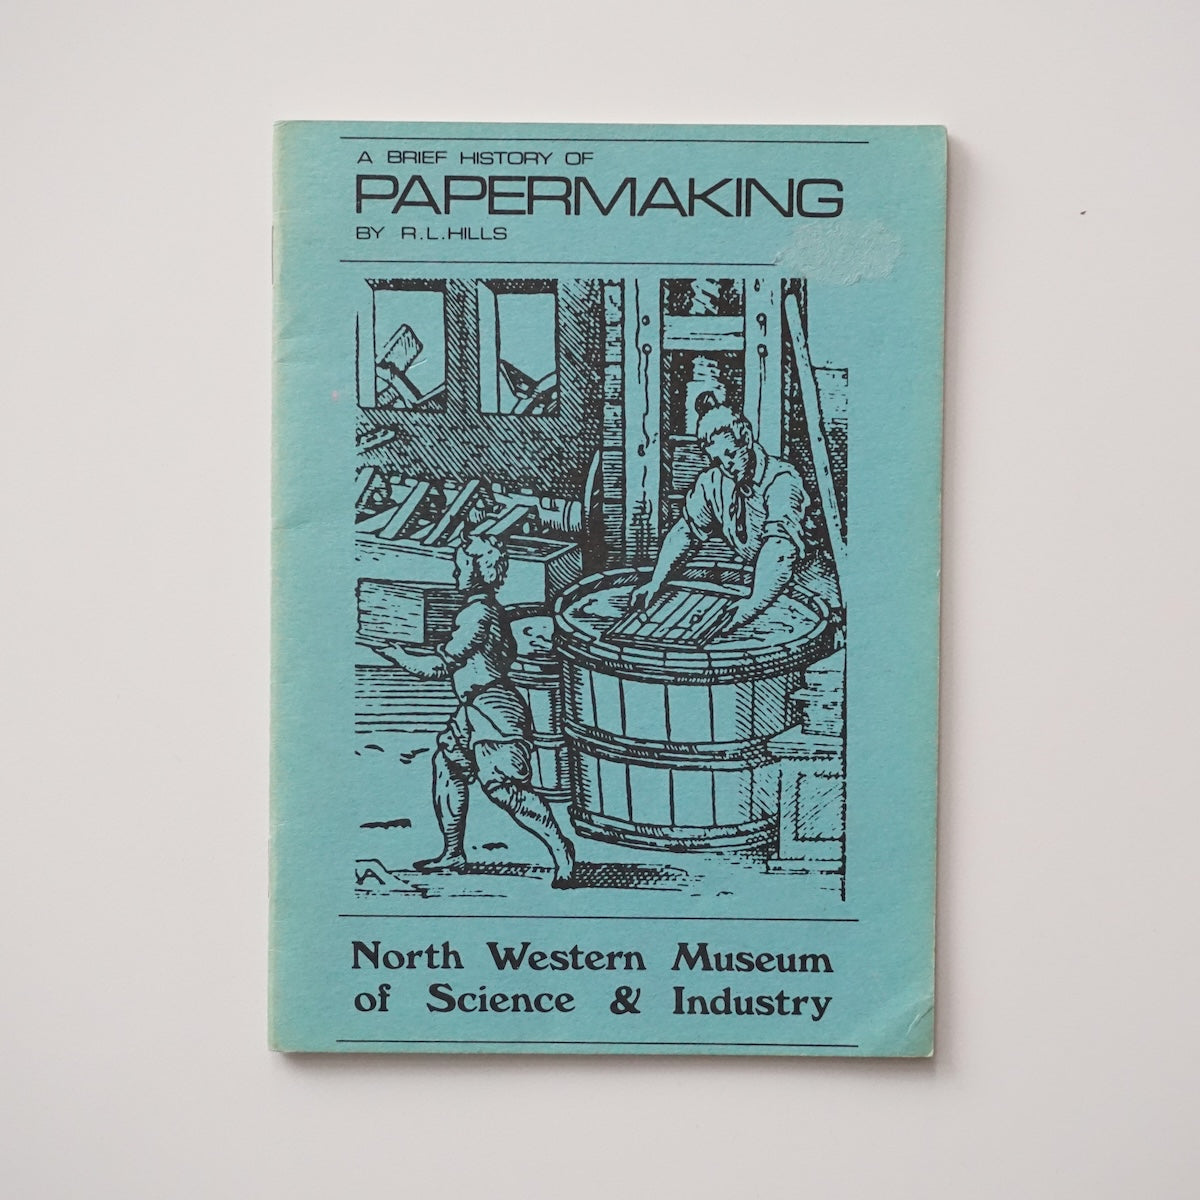 A BRIEF HISTORY OF
PAPERMAKING
BY R.L.HILLS
North Western Museum
of Science & Industry